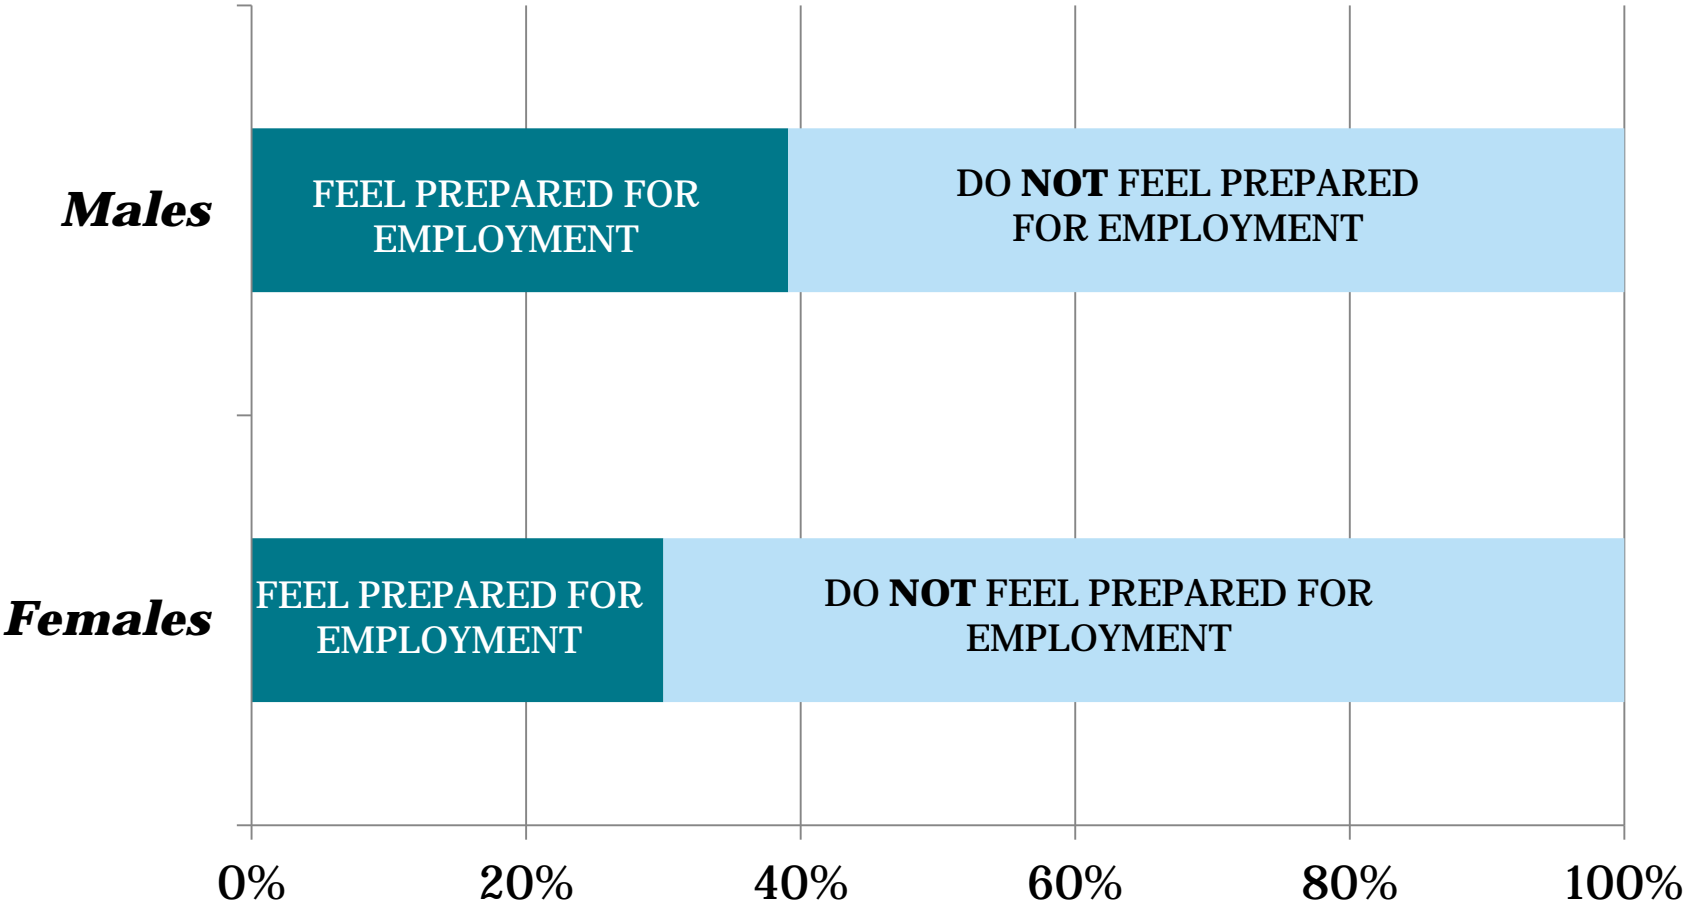 Males
FEEL PREPARED FOR
EMPLOYMENT
DO NOT FEEL PREPARED
FOR EMPLOYMENT
Females
FEEL PREPARED FOR
EMPLOYMENT
DO NOT FEEL PREPARED FOR
EMPLOYMENT
0% 20% 40% 60% 80% 100%